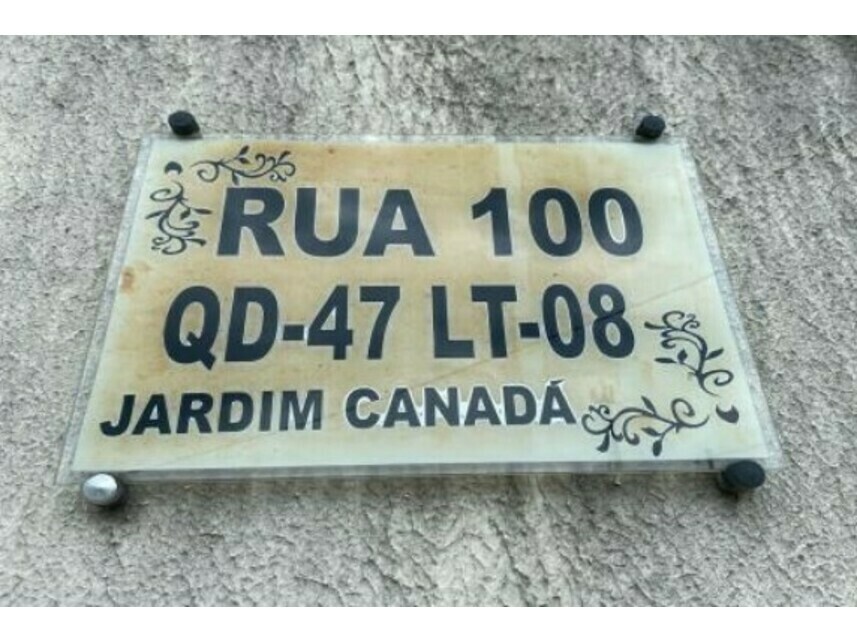 RUA 100
QD-47 LT-08
JARDIM CANADÁ